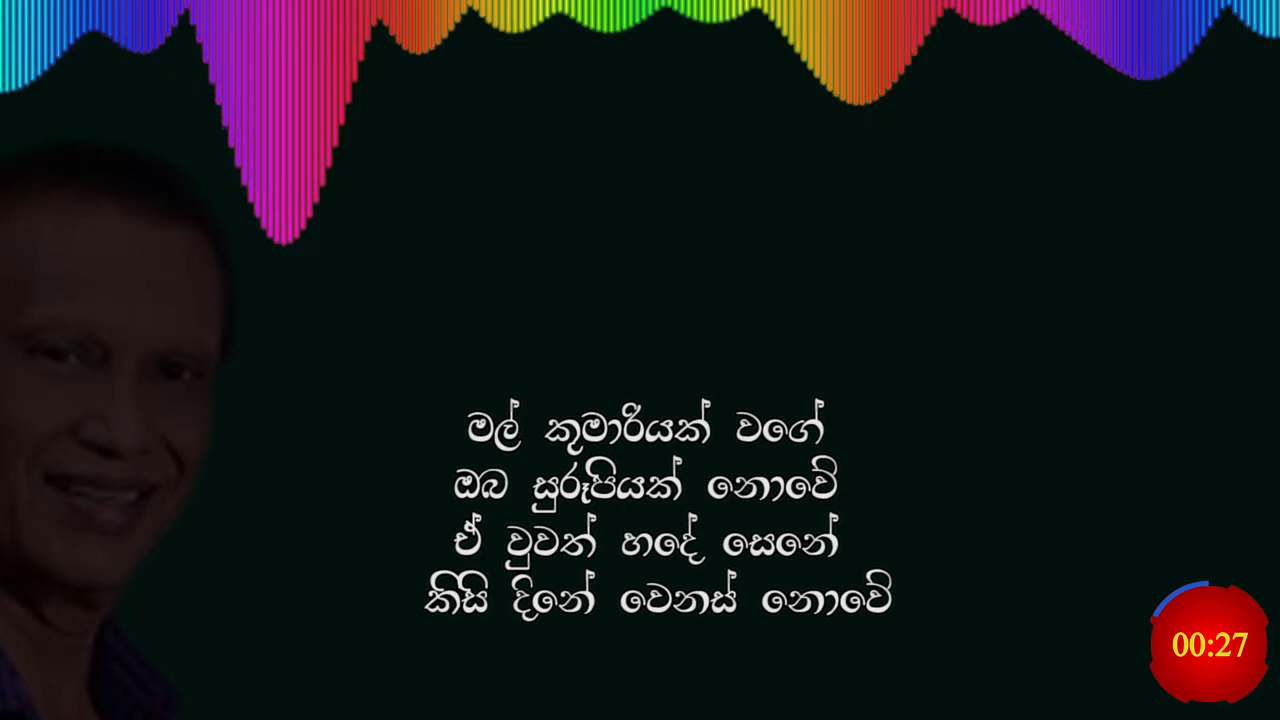 මල් කුමාරියක් වගේ
ඔබ සුරූපියක් නොවේ
ඒ වුවත් හදේ සෙනේ
කිසි දිනේ වෙනස් නොවේ
00:27